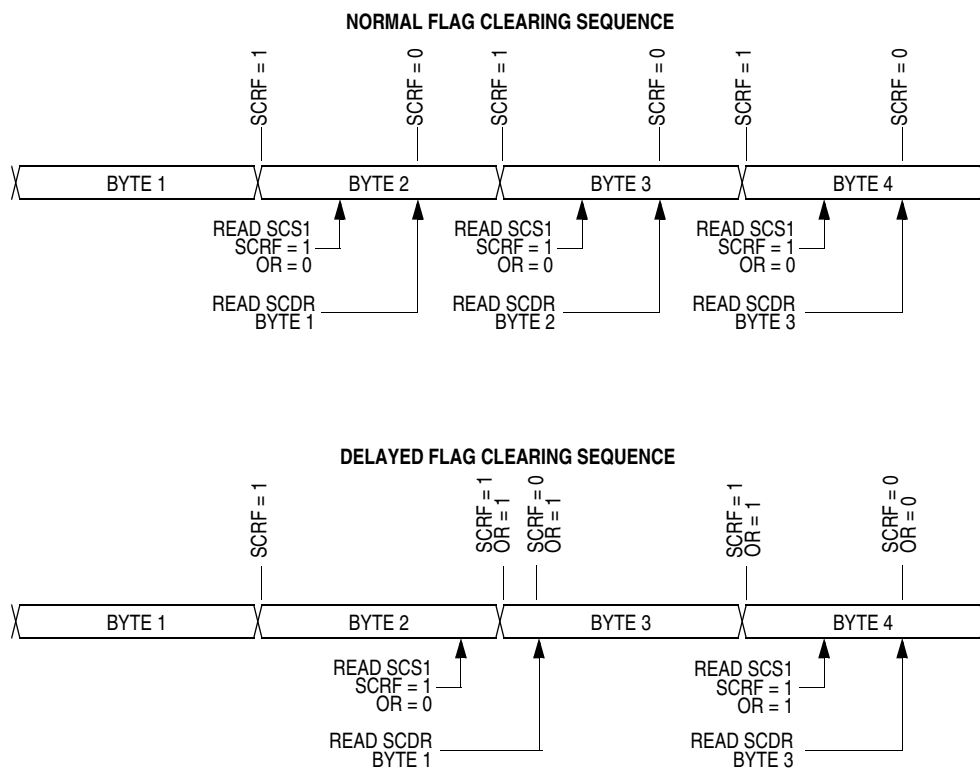 NORMAL FLAG CLEARING SEQUENCE
SCRF = 1
SCRF = 0
SCRF = 1
SCRF = 0
SCRF = 1
SCRF = 0
BYTE 1
BYTE 2
BYTE 3
BYTE 4
READ SCS1
SCRF = 1
OR = 0
READ SCS1
SCRF = 1
OR = 0
READ SCS1
SCRF = 1
OR = 0
READ SCDR
BYTE 1
READ SCDR
BYTE 2
READ SCDR
BYTE 3
DELAYED FLAG CLEARING SEQUENCE
SCRF = 1
SCRF = 1
OR = 1
SCRF = 0
OR = 1
SCRF = 1
OR = 1
SCRF = 0
OR = 0
BYTE 1
BYTE 2
BYTE 3
BYTE 4
READ SCS1
SCRF = 1
OR = 0
READ SCS1
SCRF = 1
OR = 1
READ SCDR
BYTE 1
READ SCDR
BYTE 3